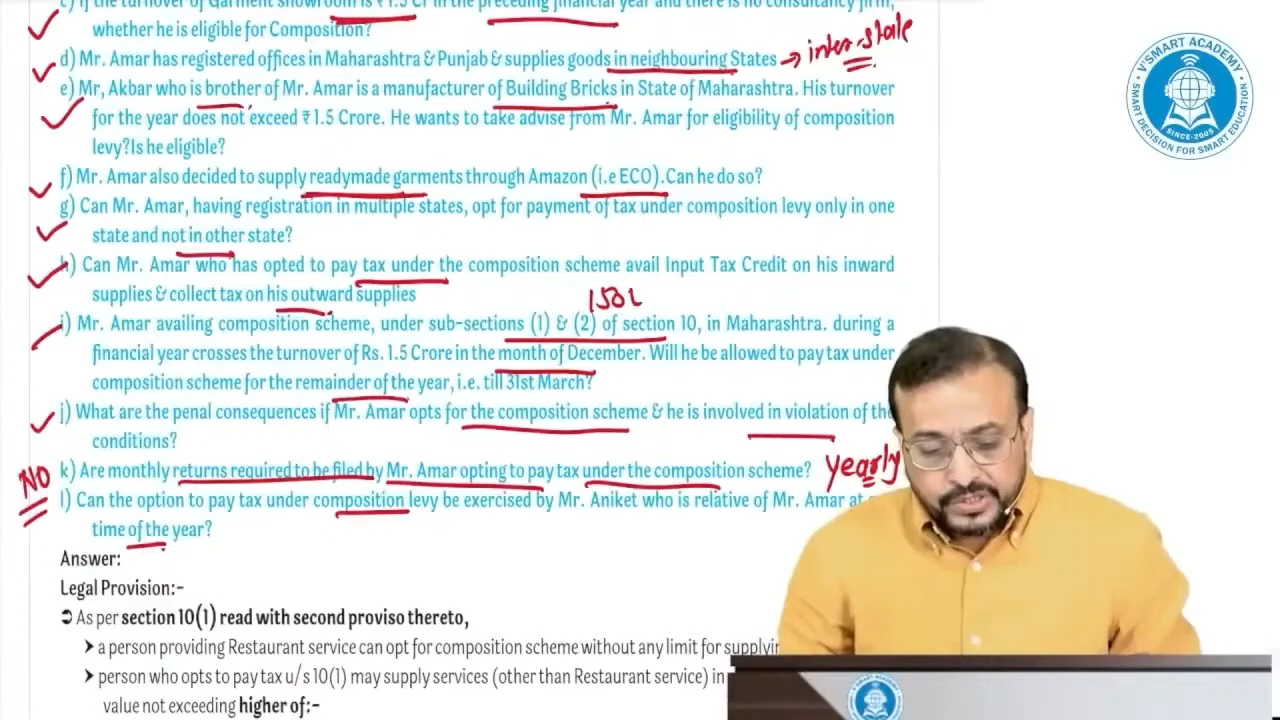 c) If the turnover of Garment showroom is ₹ 1.5 Cr in the preceding financial year and there is no consultancy firm,
whether he is eligible for Composition?
d) Mr. Amar has registered offices in Maharashtra & Punjab & supplies goods in neighbouring States → inter-state
e) Mr, Akbar who is brother of Mr. Amar is a manufacturer of Building Bricks in State of Maharashtra. His turnover
for the year does not exceed ₹ 1.5 Crore. He wants to take advise from Mr. Amar for eligibility of composition
levy?Is he eligible?
f) Mr. Amar also decided to supply readymade garments through Amazon (i.e ECO).Can he do so?
g) Can Mr. Amar, having registration in multiple states, opt for payment of tax under composition levy only in one
state and not in other state?
h) Can Mr. Amar who has opted to pay tax under the composition scheme avail Input Tax Credit on his inward
supplies & collect tax on his outward supplies
i) Mr. Amar availing composition scheme, under sub-sections (1) & (2) of section 10, in Maharashtra. during a
financial year crosses the turnover of Rs. 1.5 Crore in the month of December. Will he be allowed to pay tax under
composition scheme for the remainder of the year, i.e. till 31st March?
j) What are the penal consequences if Mr. Amar opts for the composition scheme & he is involved in violation of the
conditions?
NO k) Are monthly returns required to be filed by Mr. Amar opting to pay tax under the composition scheme? yearly
l) Can the option to pay tax under composition levy be exercised by Mr. Aniket who is relative of Mr. Amar at
time of the year?
Answer:
Legal Provision:-
➲ As per section 10(1) read with second proviso thereto,
➤ a person providing Restaurant service can opt for composition scheme without any limit for
➤ person who opts to pay tax u/s 10(1) may supply services (other than Restaurant service) in
value not exceeding higher of:-
V'SMART ACADEMY
SINCE-2005
SMART DECISION FOR SMART EDUCATION